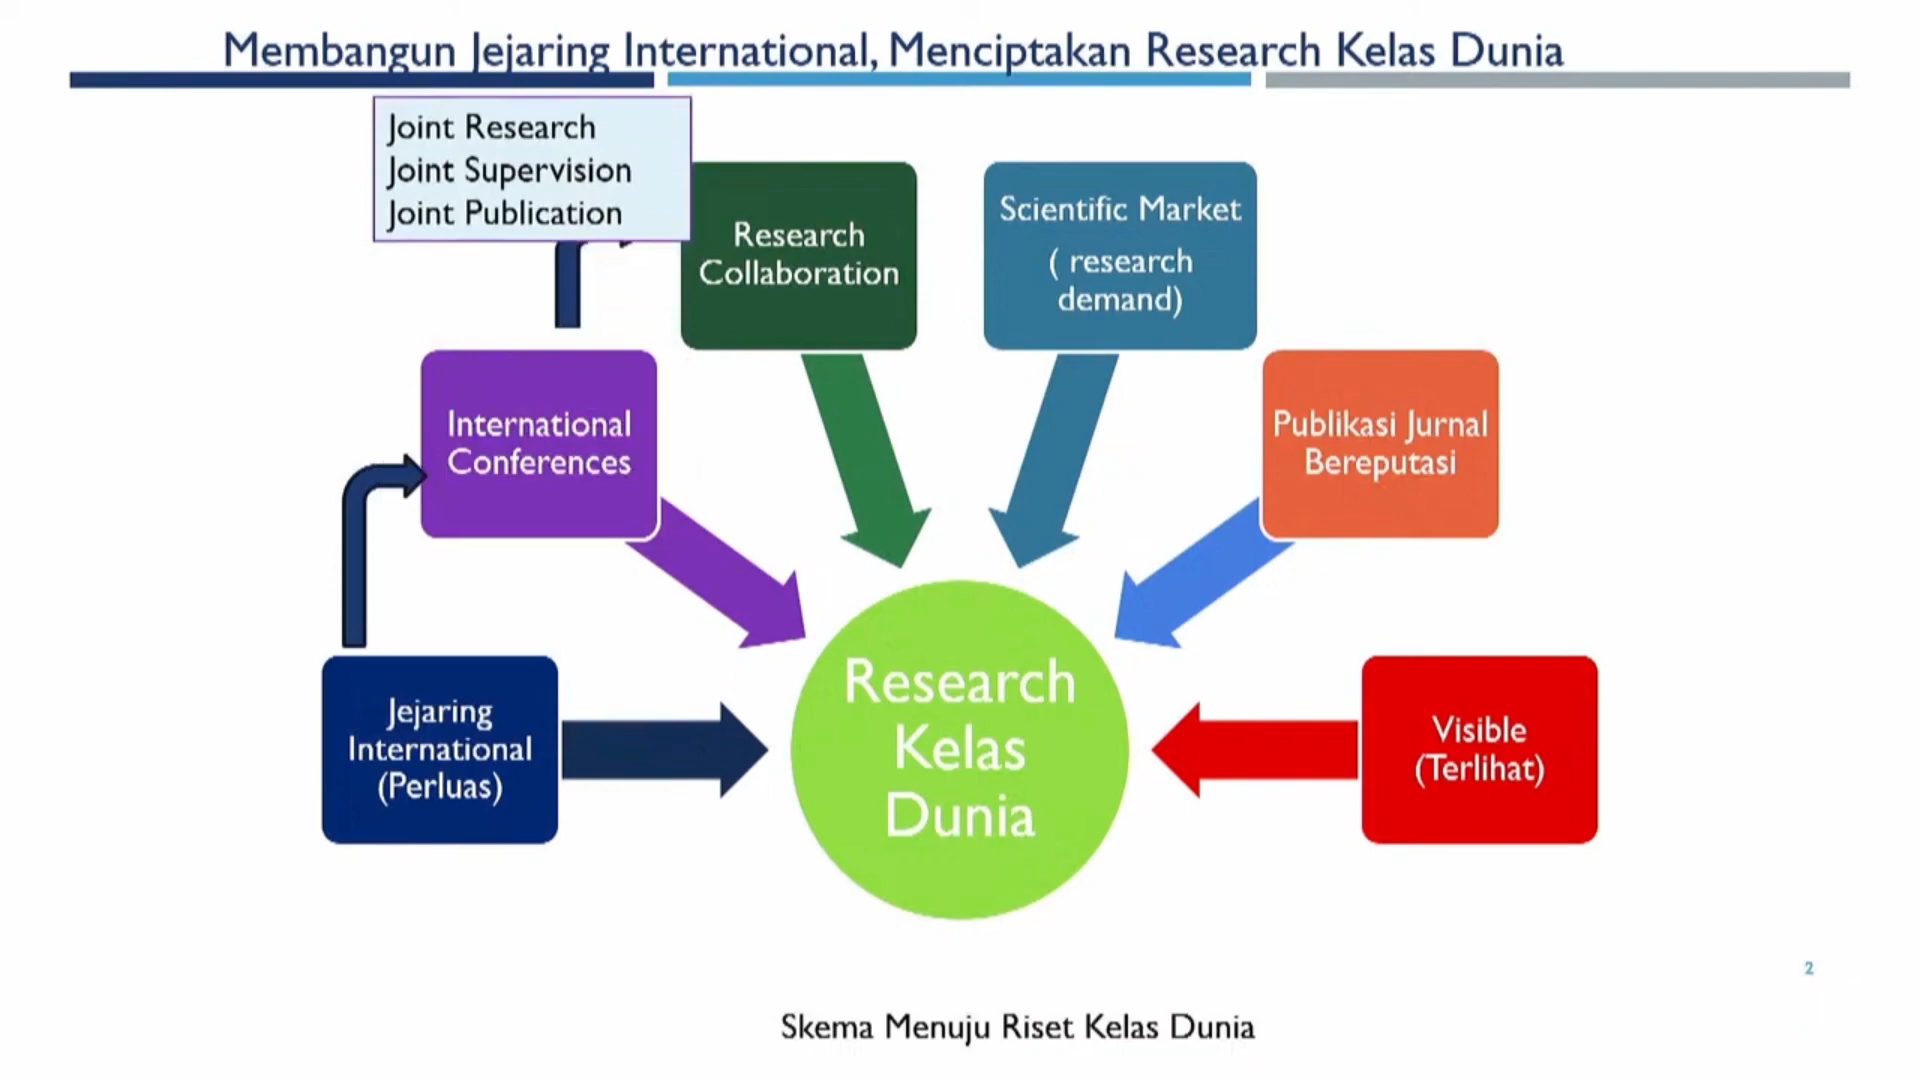 Membangun Jejaring International, Menciptakan Research Kelas Dunia
Joint Research
Joint Supervision
Joint Publication
Research
Collaboration
Scientific Market
( research
demand)
International
Conferences
Publikasi Jurnal
Bereputasi
Jejaring
International
(Perluas)
Research
Kelas
Dunia
Visible
(Terlihat)
2
Skema Menuju Riset Kelas Dunia